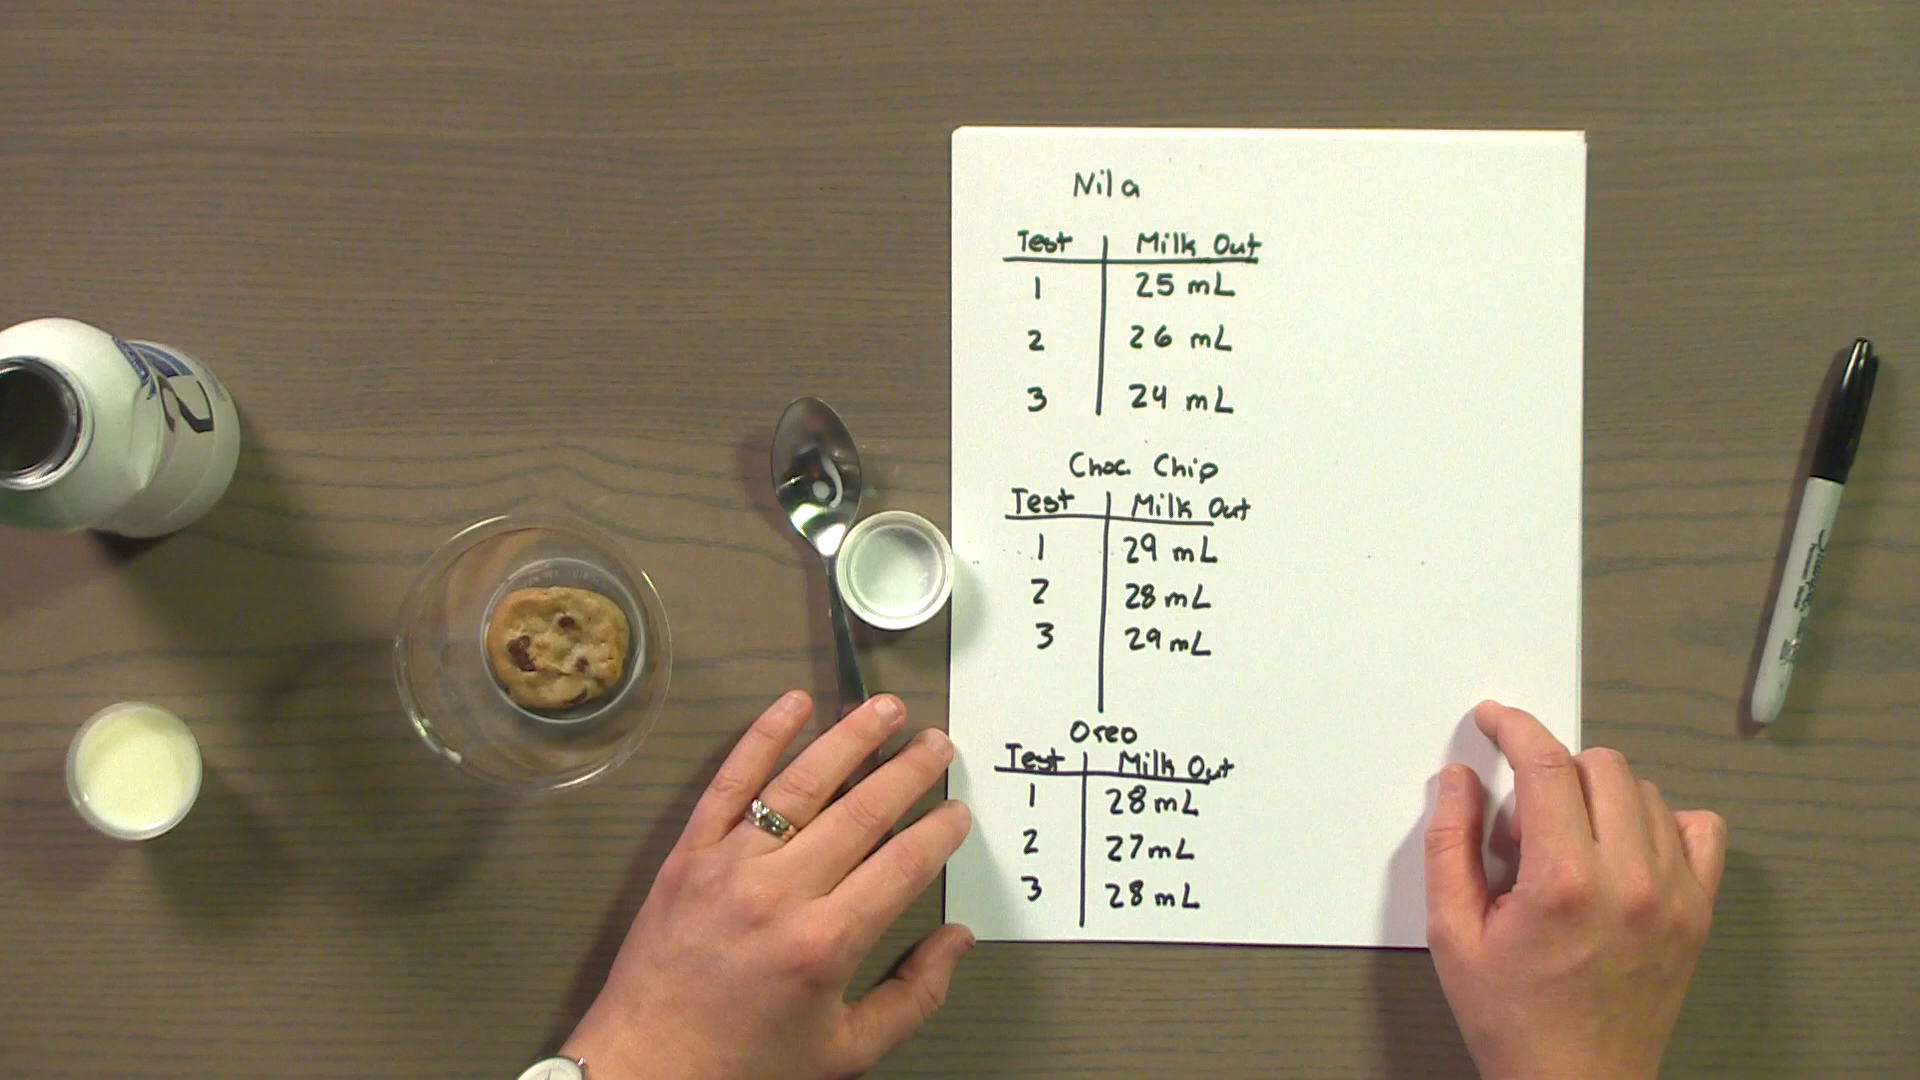 Nila
Test Milk Out
1 25 mL
2 26 mL
3 24 mL
Choc. Chip
Test Milk Out
1 29 mL
2 28 mL
3 29 mL
Oreo
Test Milk Out
1 28 mL
2 27 mL
3 28 mL